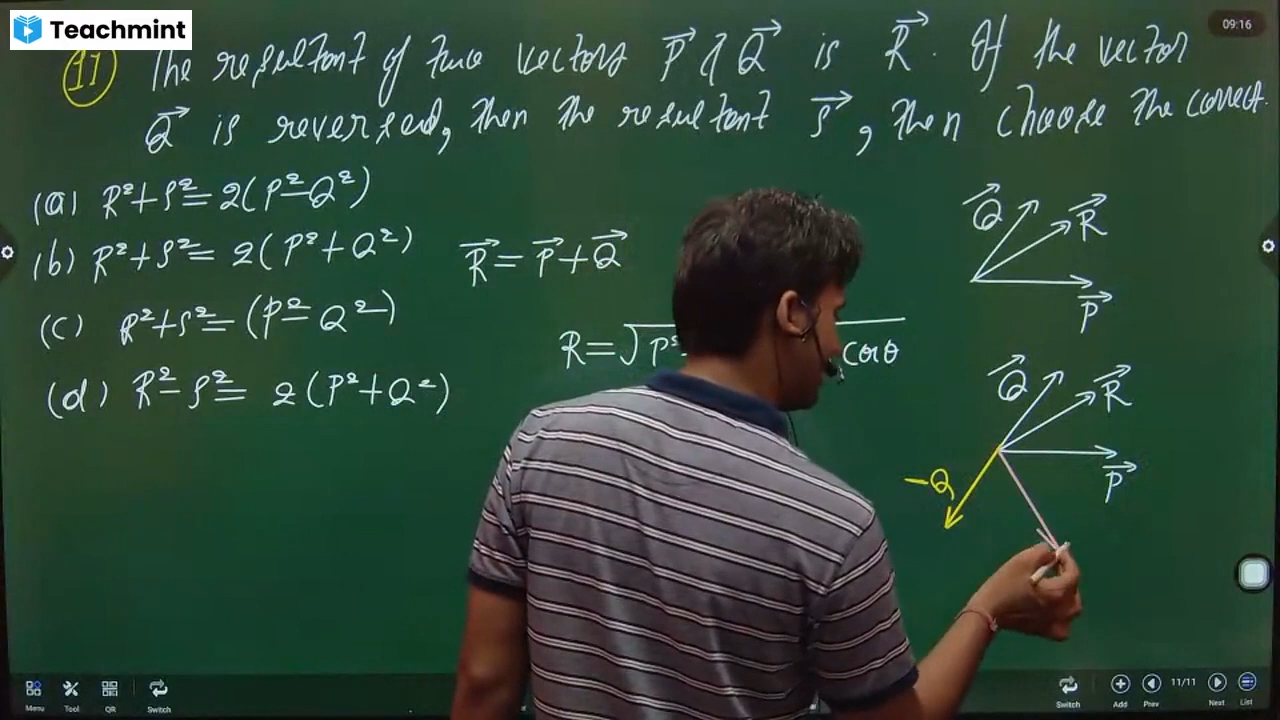 Teachmint
09:16
(11) The resultant of two vectors P⃗ & Q⃗ is R⃗. If the vector
Q⃗ is reversed, then the resultant S⃗, then choose the correct.
(a) R²+S²=2(P²-Q²)
(b) R²+S²=2(P²+Q²)
(c) R²+S²=(P²-Q²)
(d) R²-S²=2(P²+Q²)
R⃗=P⃗+Q⃗
R=√P² cosθ
Q⃗
R⃗
P⃗
Q⃗
R⃗
P⃗
-Q
Menu Tool QR Switch
Switch Add Prev 11/11 Next List